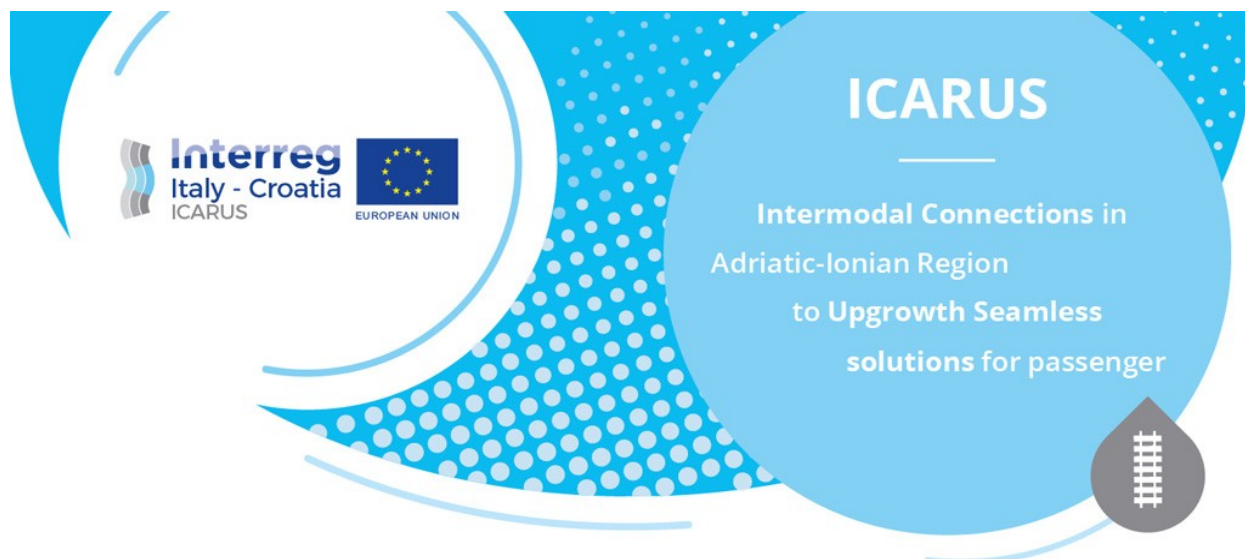 Interreg
Italy - Croatia
ICARUS
EUROPEAN UNION
ICARUS
Intermodal Connections in
Adriatic-Ionian Region
to Upgrowth Seamless
solutions for passenger